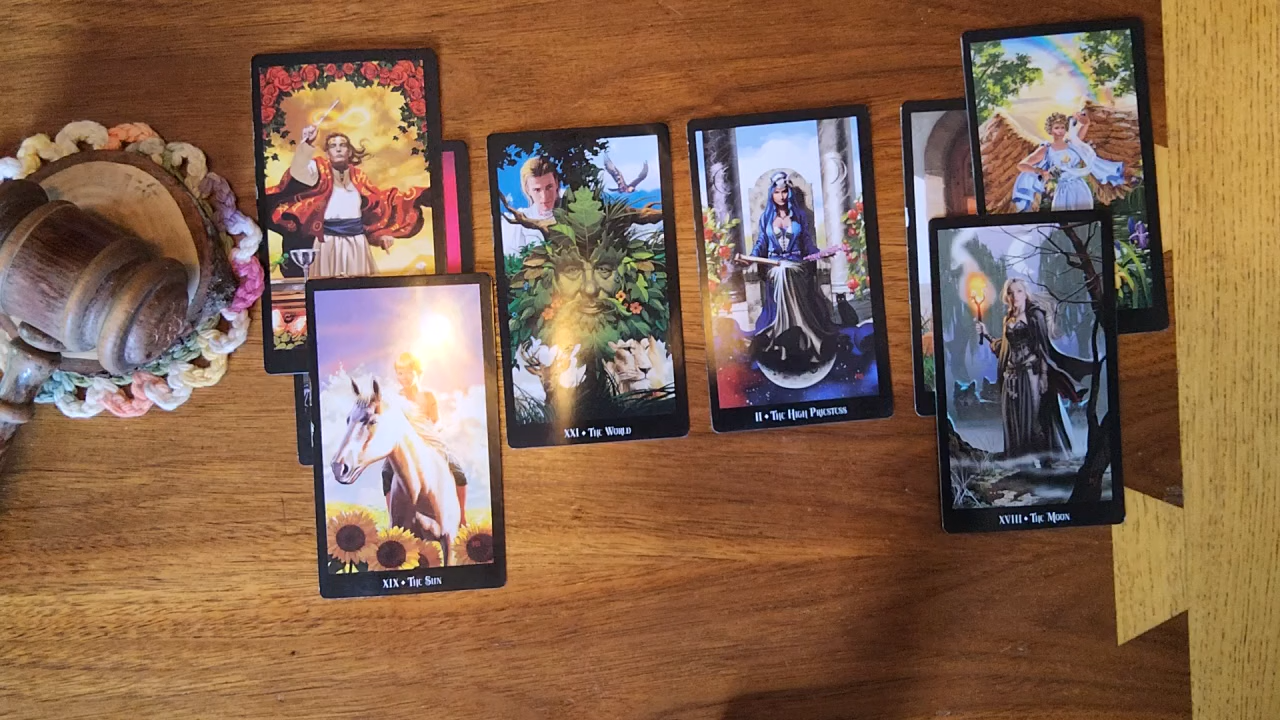 XXI • The World
II • The High Priestess
XVIII • The Moon
XIX • The Sun